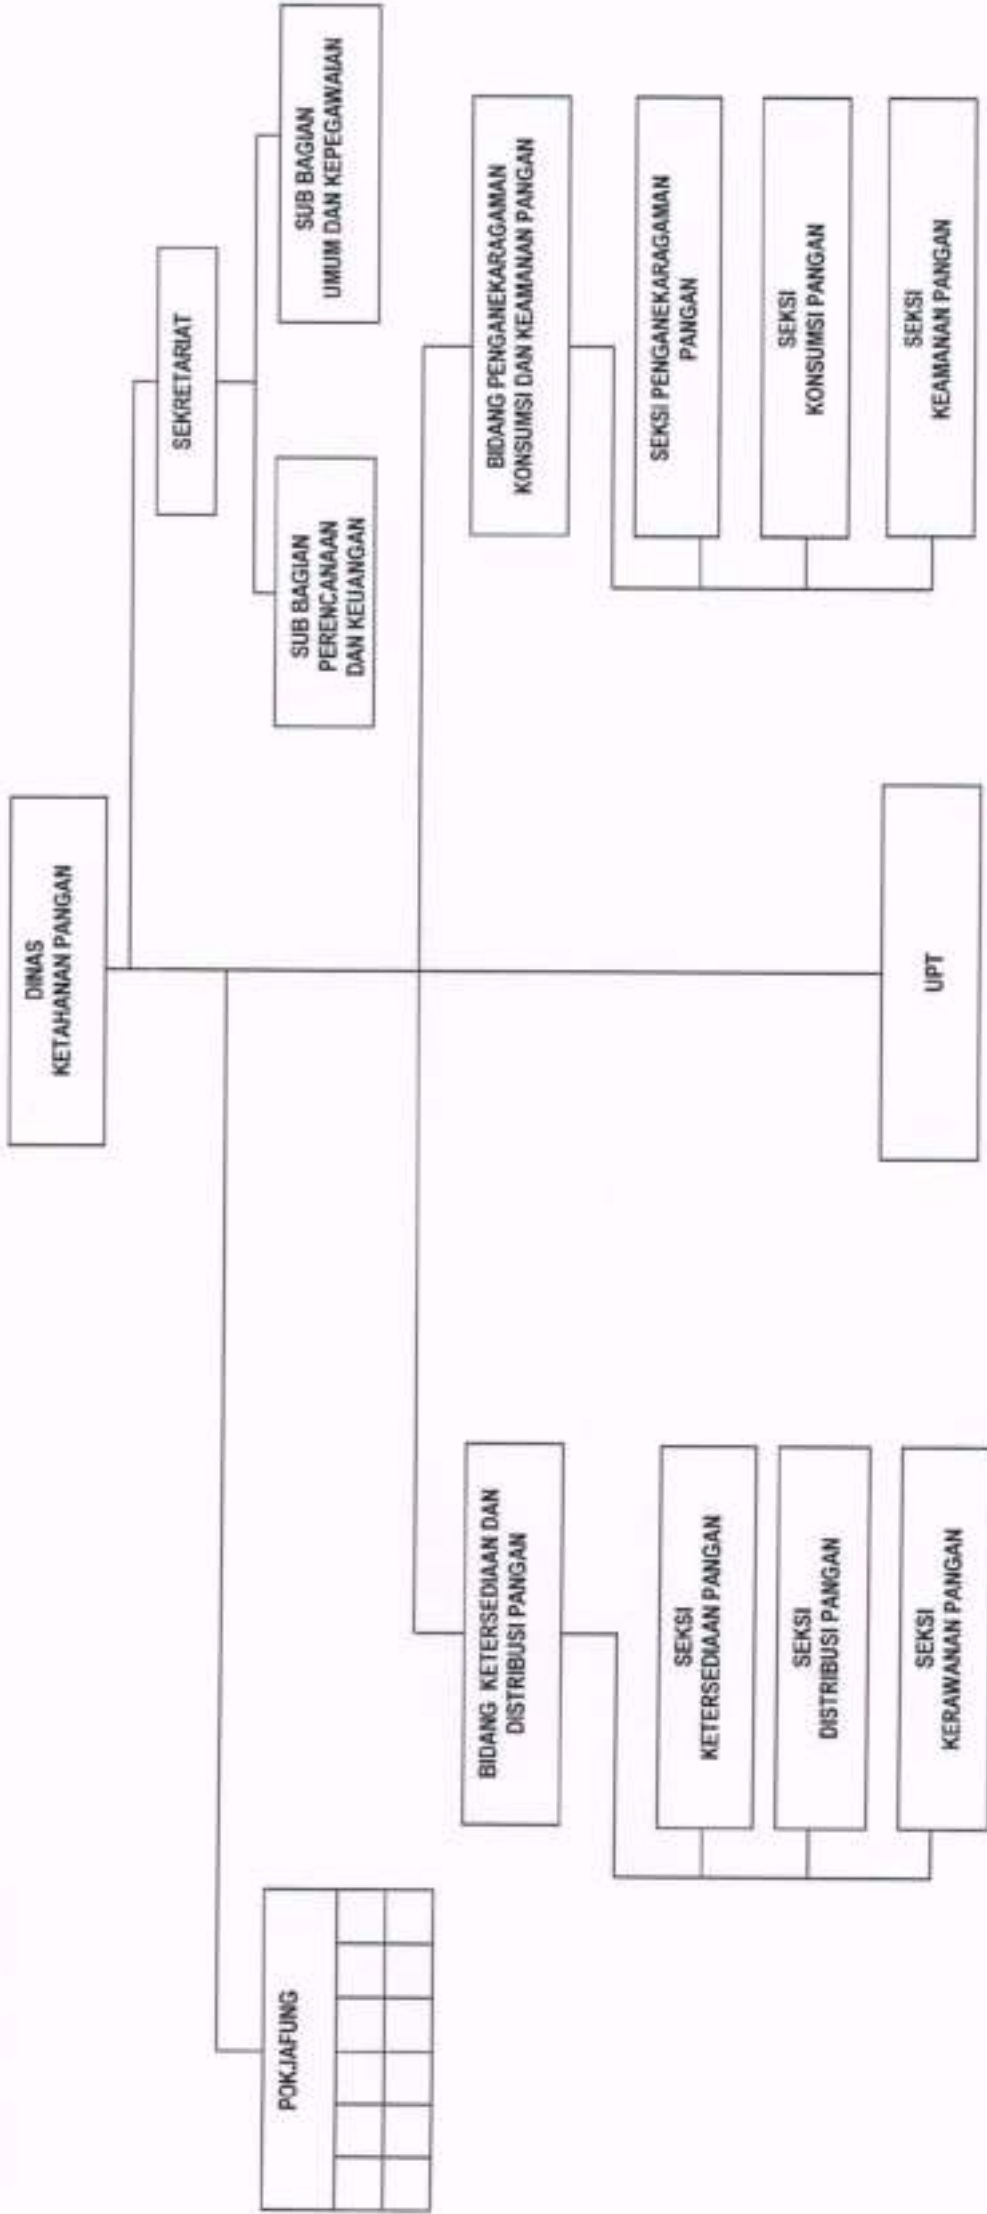 DINAS
KETAHANAN PANGAN
SEKRETARIAT
SUB BAGIAN
PERENCANAAN
DAN KEUANGAN
SUB BAGIAN
UMUM DAN KEPEGAWAIAN
POKJAFUNG
BIDANG KETERSEDIAAN DAN
DISTRIBUSI PANGAN
SEKSI
KETERSEDIAAN PANGAN
SEKSI
DISTRIBUSI PANGAN
SEKSI
KERAWANAN PANGAN
BIDANG PENGANEKARAGAMAN
KONSUMSI DAN KEAMANAN PANGAN
SEKSI PENGANEKARAGAMAN
PANGAN
SEKSI
KONSUMSI PANGAN
SEKSI
KEAMANAN PANGAN
UPT